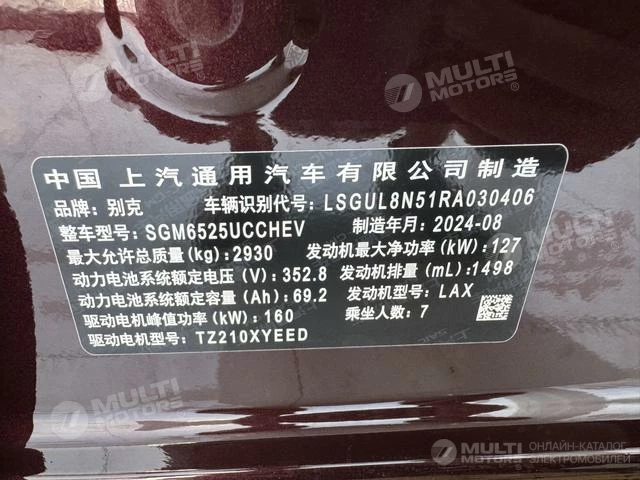 MULTI
MOTORS®
MULTI
MOTORS®
中国 上汽通用汽车有限公司制造
品牌：别克 车辆识别代号：LSGUL8N51RA030406
整车型号：SGM6525UCCHEV 制造年月：2024-08
最大允许总质量(kg)：2930 发动机最大净功率(kW)：127
动力电池系统额定电压(V)：352.8 发动机排量(mL)：1498
动力电池系统额定容量(Ah)：69.2 发动机型号：LAX
驱动电机峰值功率(kW)：160 乘坐人数：7
驱动电机型号：TZ210XYEED
MULTI
MOTORS®
MULTI
MOTORS®
ОНЛАЙН-КАТАЛОГ
ЭЛЕКТРОМОБИЛЕЙ